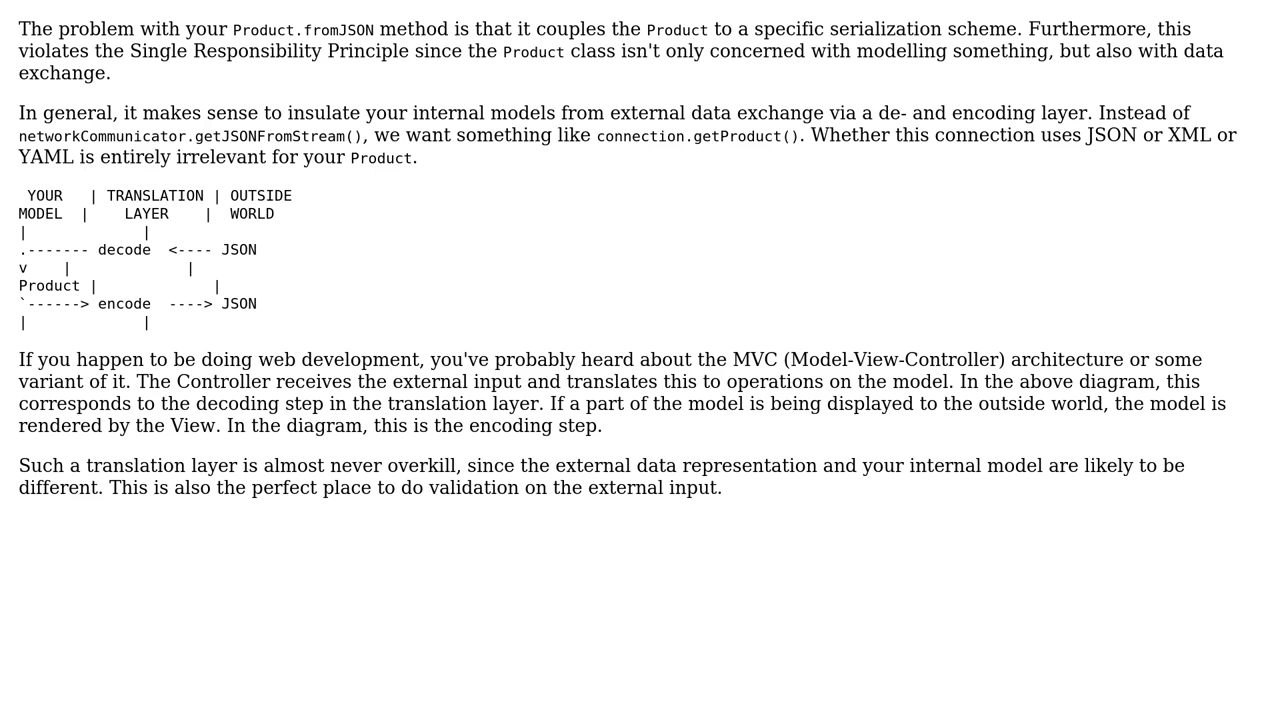 The problem with your Product.fromJSON method is that it couples the Product to a specific serialization scheme. Furthermore, this
violates the Single Responsibility Principle since the Product class isn't only concerned with modelling something, but also with data
exchange.
In general, it makes sense to insulate your internal models from external data exchange via a de- and encoding layer. Instead of
networkCommunicator.getJSONFromStream(), we want something like connection.getProduct(). Whether this connection uses JSON or XML or
YAML is entirely irrelevant for your Product.
 YOUR   | TRANSLATION | OUTSIDE
MODEL  |    LAYER    |  WORLD
|             |
.------- decode  <---- JSON
v    |             |
Product |             |
`------> encode  ----> JSON
|             |
If you happen to be doing web development, you've probably heard about the MVC (Model-View-Controller) architecture or some
variant of it. The Controller receives the external input and translates this to operations on the model. In the above diagram, this
corresponds to the decoding step in the translation layer. If a part of the model is being displayed to the outside world, the model is
rendered by the View. In the diagram, this is the encoding step.
Such a translation layer is almost never overkill, since the external data representation and your internal model are likely to be
different. This is also the perfect place to do validation on the external input.